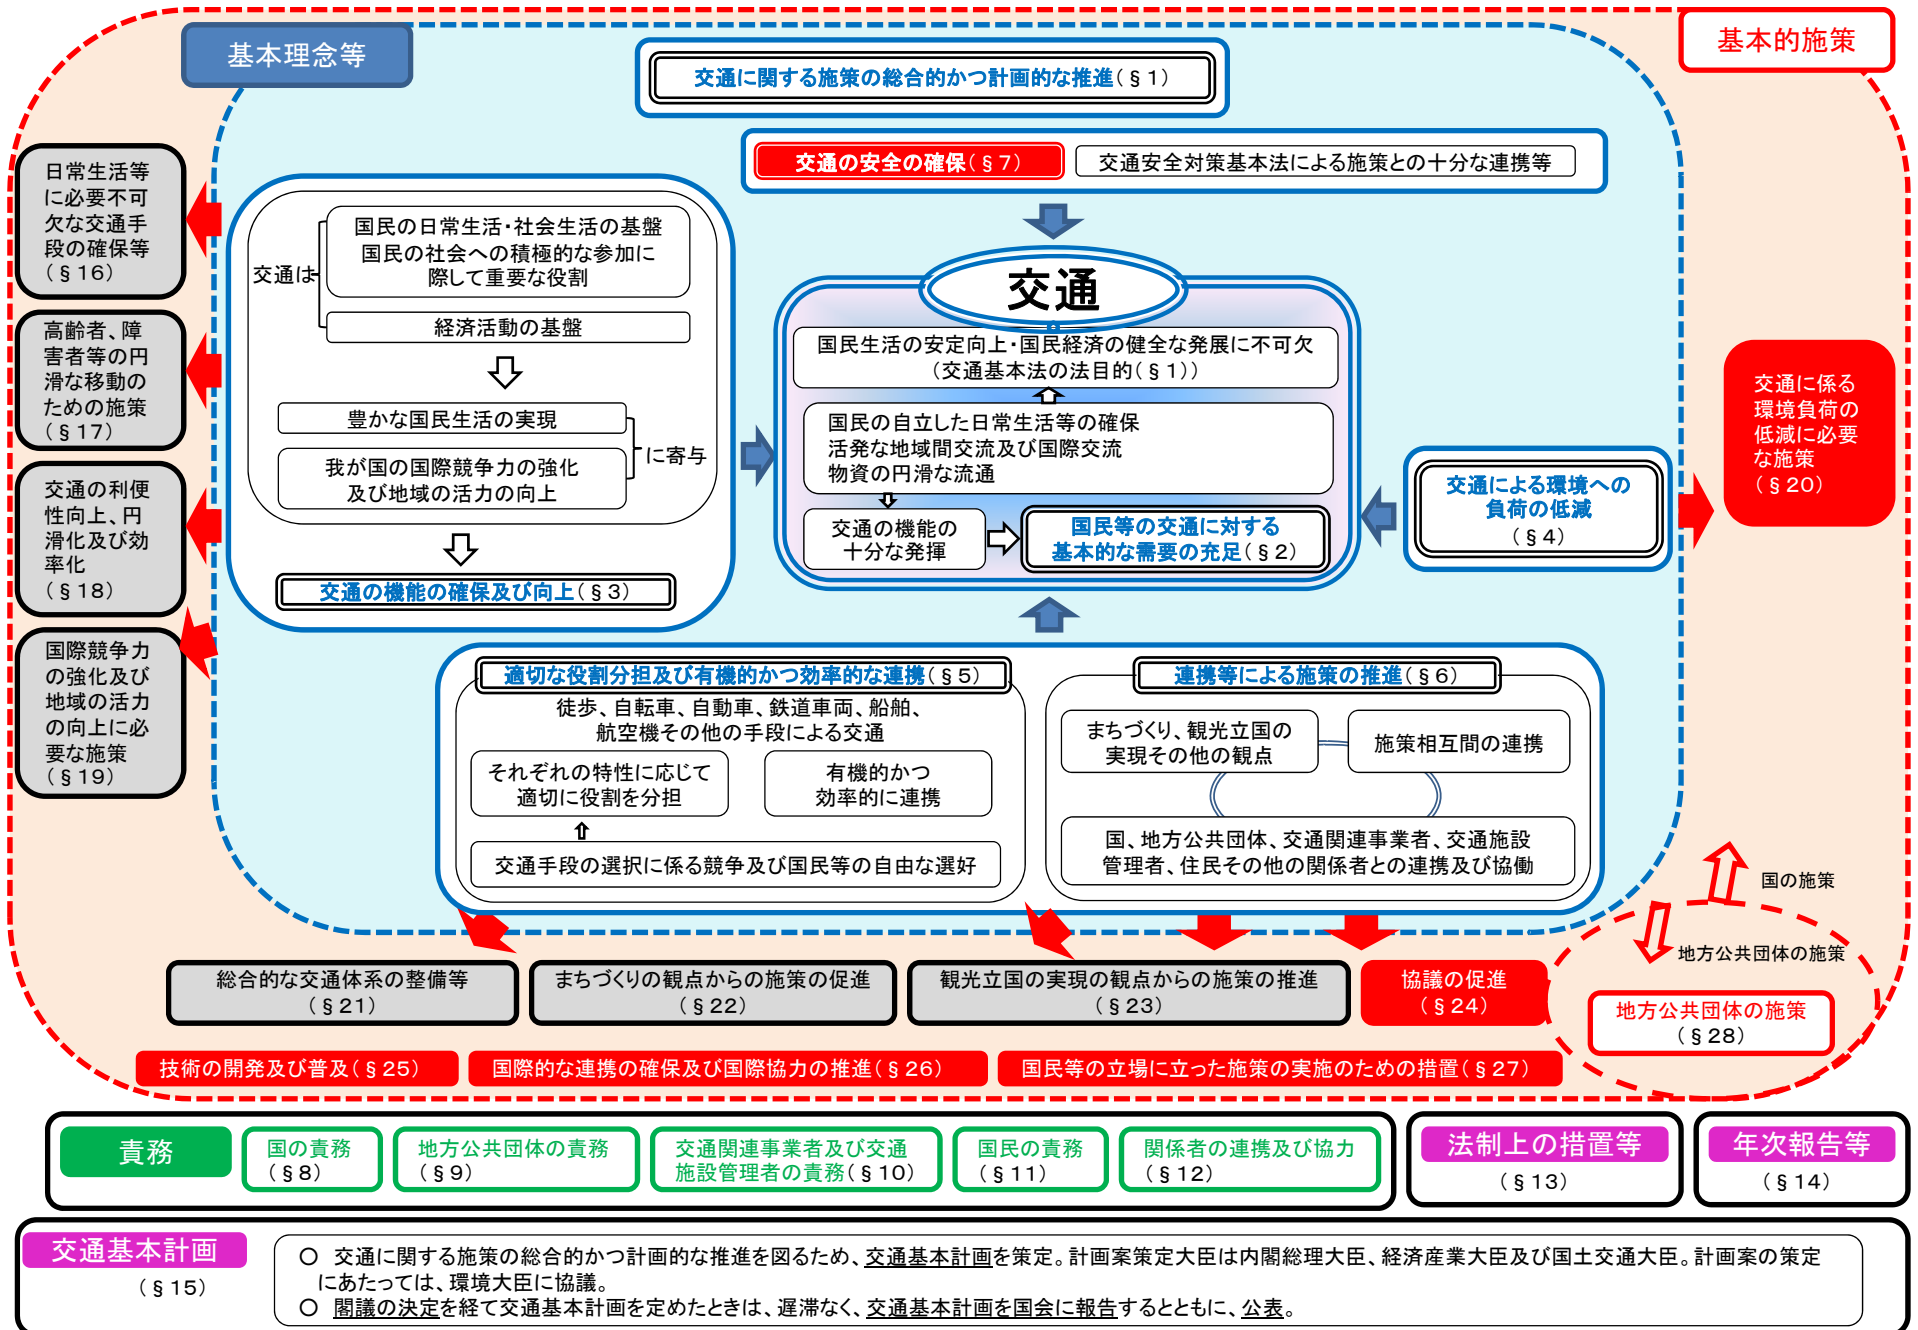 基本理念等
基本的施策
交通に関する施策の総合的かつ計画的な推進(§1)
交通の安全の確保(§7)
交通安全対策基本法による施策との十分な連携等
日常生活等
に必要不可
欠な交通手
段の確保等
(§16)
高齢者、障
害者等の円
滑な移動の
ための施策
(§17)
交通の利便
性向上、円
滑化及び効
率化
(§18)
国際競争力
の強化及び
地域の活力
の向上に必
要な施策
(§19)
交通は
国民の日常生活・社会生活の基盤
国民の社会への積極的な参加に
際して重要な役割
経済活動の基盤
豊かな国民生活の実現
我が国の国際競争力の強化
及び地域の活力の向上
に寄与
交通の機能の確保及び向上(§3)
交通
国民生活の安定向上・国民経済の健全な発展に不可欠
(交通基本法の法目的(§1))
国民の自立した日常生活等の確保
活発な地域間交流及び国際交流
物資の円滑な流通
交通の機能の
十分な発揮
国民等の交通に対する
基本的な需要の充足(§2)
交通による環境への
負荷の低減
(§4)
交通に係る
環境負荷の
低減に必要
な施策
(§20)
適切な役割分担及び有機的かつ効率的な連携(§5)
徒歩、自転車、自動車、鉄道車両、船舶、
航空機その他の手段による交通
それぞれの特性に応じて
適切に役割を分担
有機的かつ
効率的に連携
交通手段の選択に係る競争及び国民等の自由な選好
連携等による施策の推進(§6)
まちづくり、観光立国の
実現その他の観点
施策相互間の連携
国、地方公共団体、交通関連事業者、交通施設
管理者、住民その他の関係者との連携及び協働
国の施策
地方公共団体の施策
総合的な交通体系の整備等
(§21)
まちづくりの観点からの施策の促進
(§22)
観光立国の実現の観点からの施策の推進
(§23)
協議の促進
(§24)
地方公共団体の施策
(§28)
技術の開発及び普及(§25)
国際的な連携の確保及び国際協力の推進(§26)
国民等の立場に立った施策の実施のための措置(§27)
責務
国の責務
(§8)
地方公共団体の責務
(§9)
交通関連事業者及び交通
施設管理者の責務(§10)
国民の責務
(§11)
関係者の連携及び協力
(§12)
法制上の措置等
(§13)
年次報告等
(§14)
交通基本計画
(§15)
○ 交通に関する施策の総合的かつ計画的な推進を図るため、交通基本計画を策定。計画案策定大臣は内閣総理大臣、経済産業大臣及び国土交通大臣。計画案の策定
にあたっては、環境大臣に協議。
○ 閣議の決定を経て交通基本計画を定めたときは、遅滞なく、交通基本計画を国会に報告するとともに、公表。